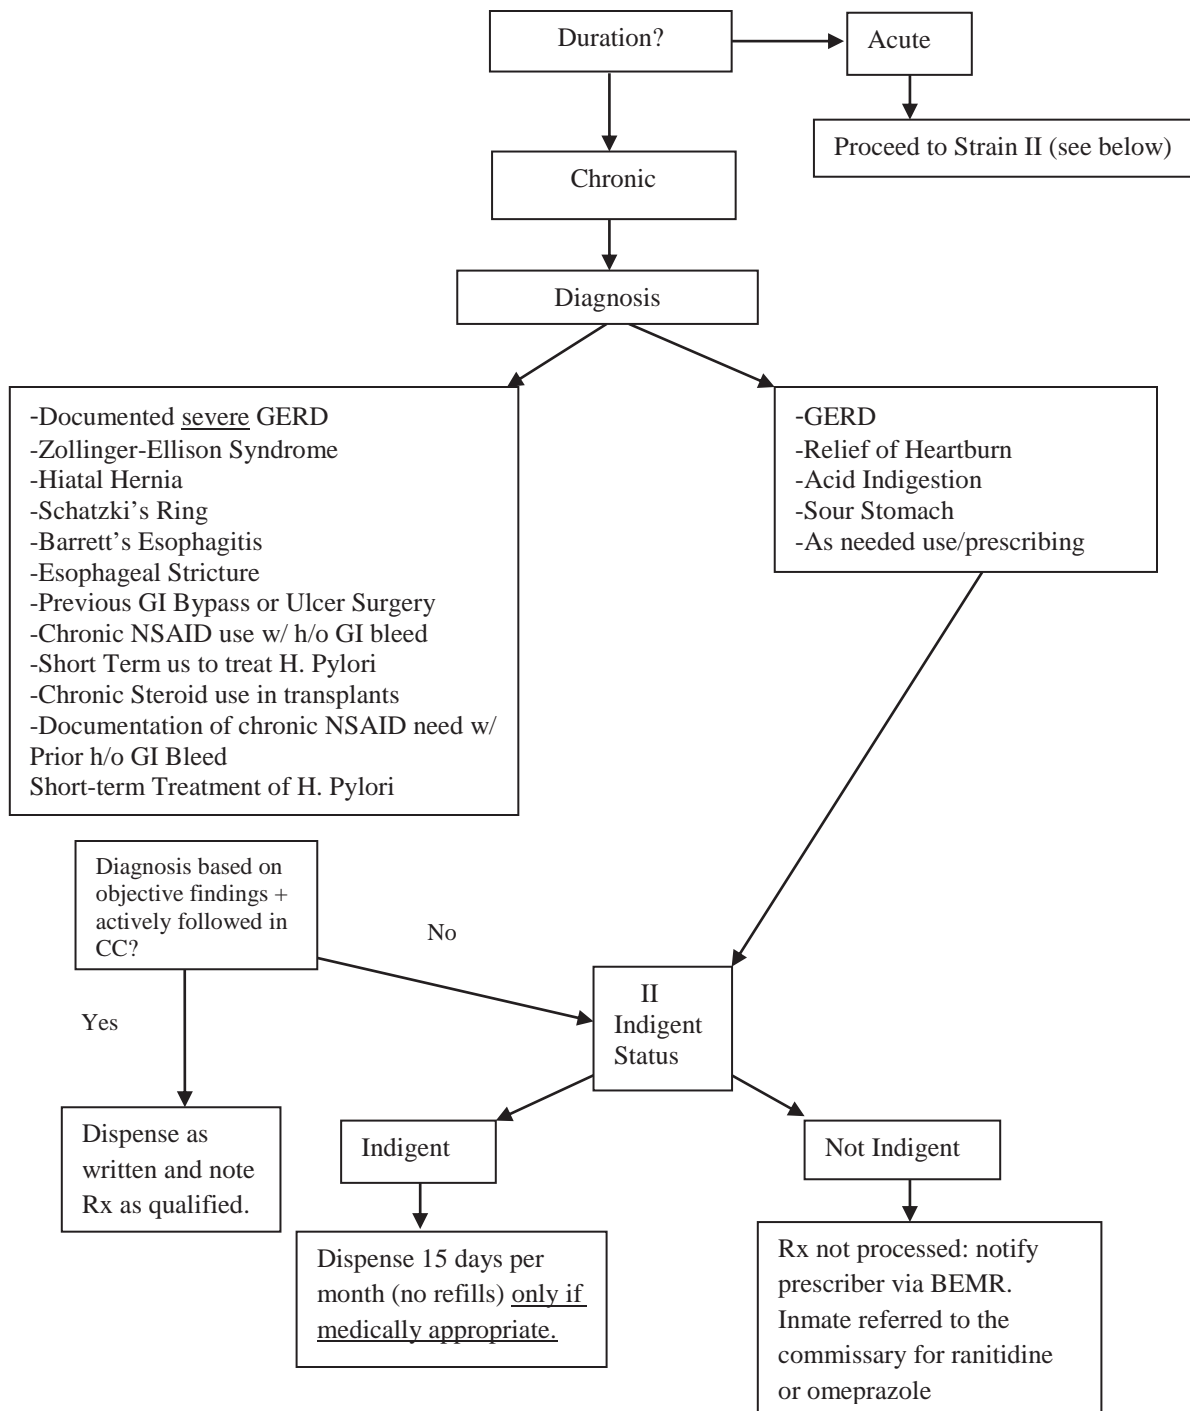 Duration?
Acute
Proceed to Strain II (see below)
Chronic
Diagnosis
-Documented severe GERD
-Zollinger-Ellison Syndrome
-Hiatal Hernia
-Schatzki’s Ring
-Barrett’s Esophagitis
-Esophageal Stricture
-Previous GI Bypass or Ulcer Surgery
-Chronic NSAID use w/ h/o GI bleed
-Short Term us to treat H. Pylori
-Chronic Steroid use in transplants
-Documentation of chronic NSAID need w/
Prior h/o GI Bleed
Short-term Treatment of H. Pylori
-GERD
-Relief of Heartburn
-Acid Indigestion
-Sour Stomach
-As needed use/prescribing
Diagnosis based on
objective findings +
actively followed in
CC?
No
Yes
II
Indigent
Status
Dispense as
written and note
Rx as qualified.
Indigent
Not Indigent
Dispense 15 days per
month (no refills) only if
medically appropriate.
Rx not processed: notify
prescriber via BEMR.
Inmate referred to the
commissary for ranitidine
or omeprazole